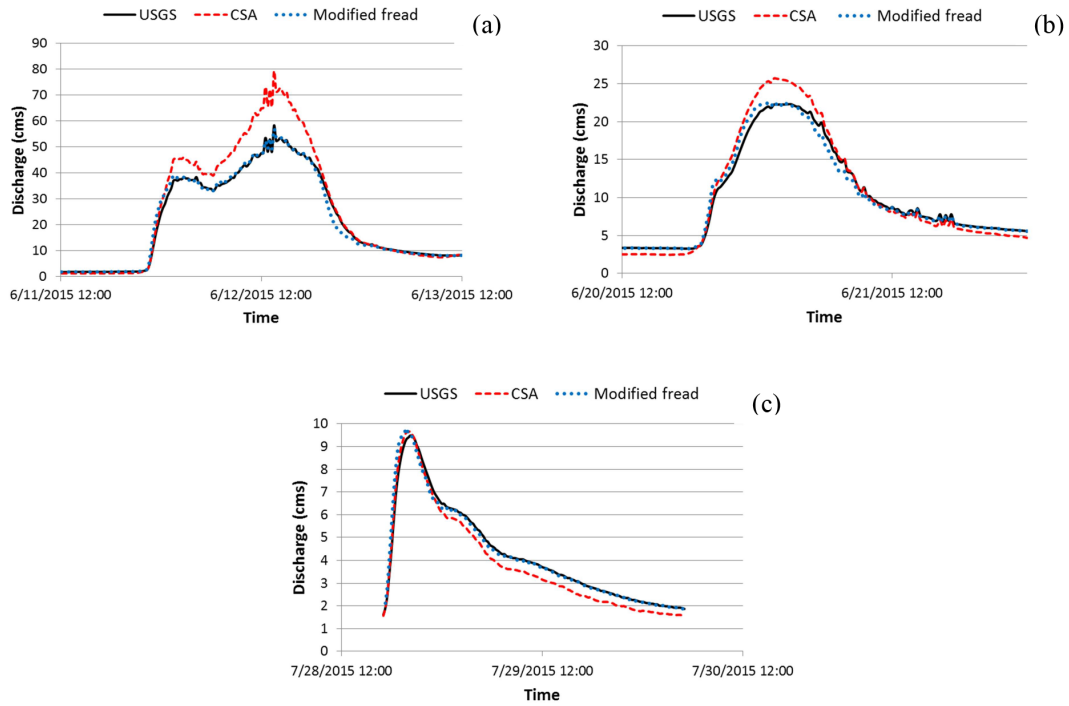 USGS CSA Modified fread
(a)
90
80
70
60
50
40
30
20
10
0
Discharge (cms)
6/11/2015 12:00 6/12/2015 12:00 6/13/2015 12:00
Time
USGS CSA Modified fread
(b)
30
25
20
15
10
5
0
Discharge (cms)
6/20/2015 12:00 6/21/2015 12:00
Time
USGS CSA Modified fread
(c)
10
9
8
7
6
5
4
3
2
1
0
Discharge (cms)
7/28/2015 12:00 7/29/2015 12:00 7/30/2015 12:00
Time